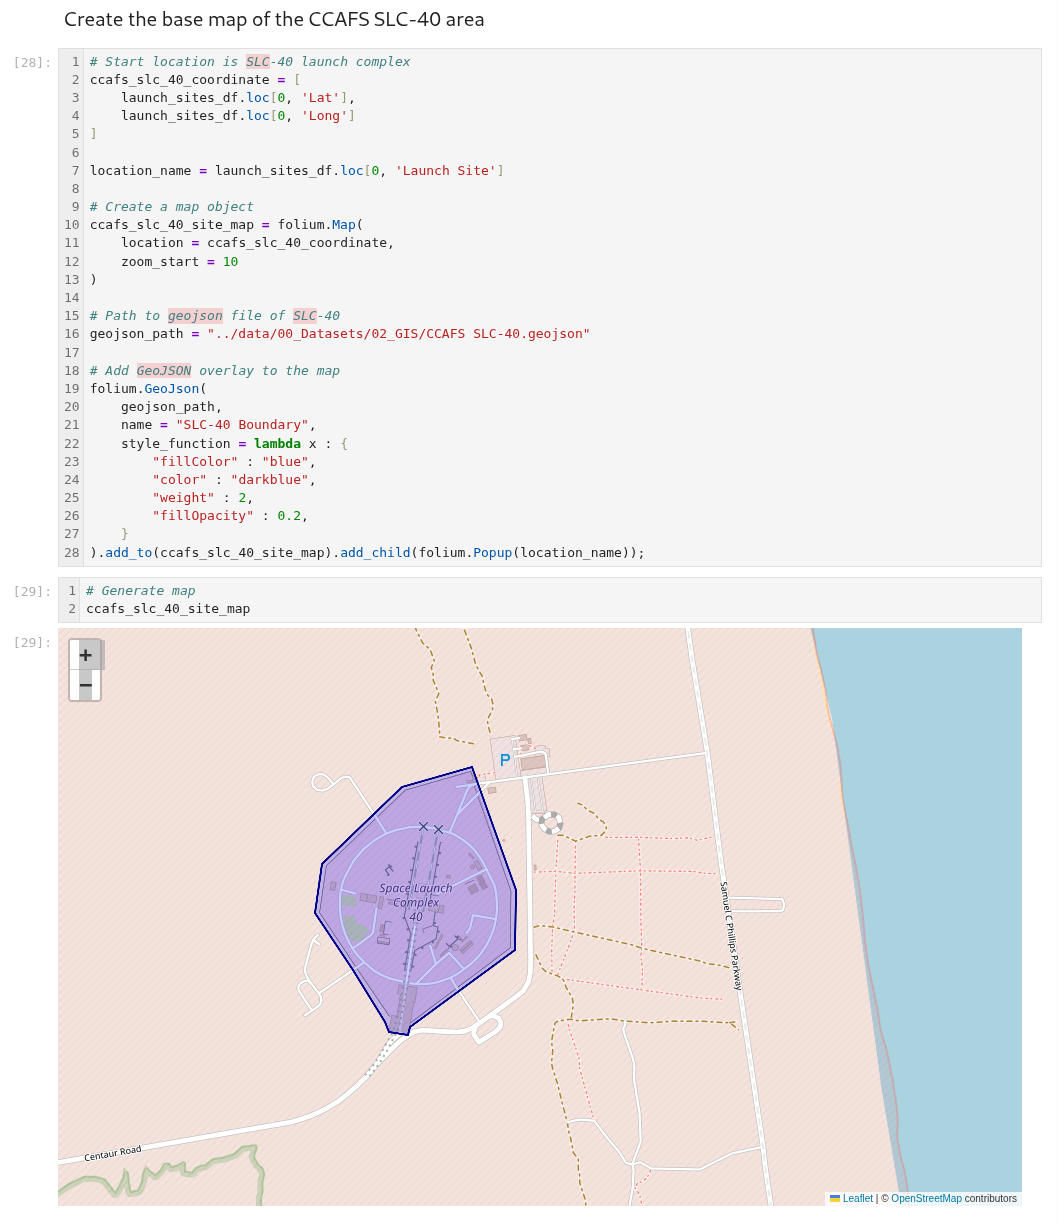 Create the base map of the CCAFS SLC-40 area
[28]:
1 # Start location is SLC-40 launch complex
2 ccafs_slc_40_coordinate = [
3     launch_sites_df.loc[0, 'Lat'],
4     launch_sites_df.loc[0, 'Long']
5 ]
6
7 location_name = launch_sites_df.loc[0, 'Launch Site']
8
9 # Create a map object
10 ccafs_slc_40_site_map = folium.Map(
11     location = ccafs_slc_40_coordinate,
12     zoom_start = 10
13 )
14
15 # Path to geojson file of SLC-40
16 geojson_path = "../data/00_Datasets/02_GIS/CCAFS SLC-40.geojson"
17
18 # Add GeoJSON overlay to the map
19 folium.GeoJson(
20     geojson_path,
21     name = "SLC-40 Boundary",
22     style_function = lambda x : {
23         "fillColor" : "blue",
24         "color" : "darkblue",
25         "weight" : 2,
26         "fillOpacity" : 0.2,
27     }
28 ).add_to(ccafs_slc_40_site_map).add_child(folium.Popup(location_name));
[29]:
1 # Generate map
2 ccafs_slc_40_site_map
[29]:
+
−
P
Space Launch
Complex
40
Samuel C Phillips Parkway
Centaur Road
Leaflet | © OpenStreetMap contributors